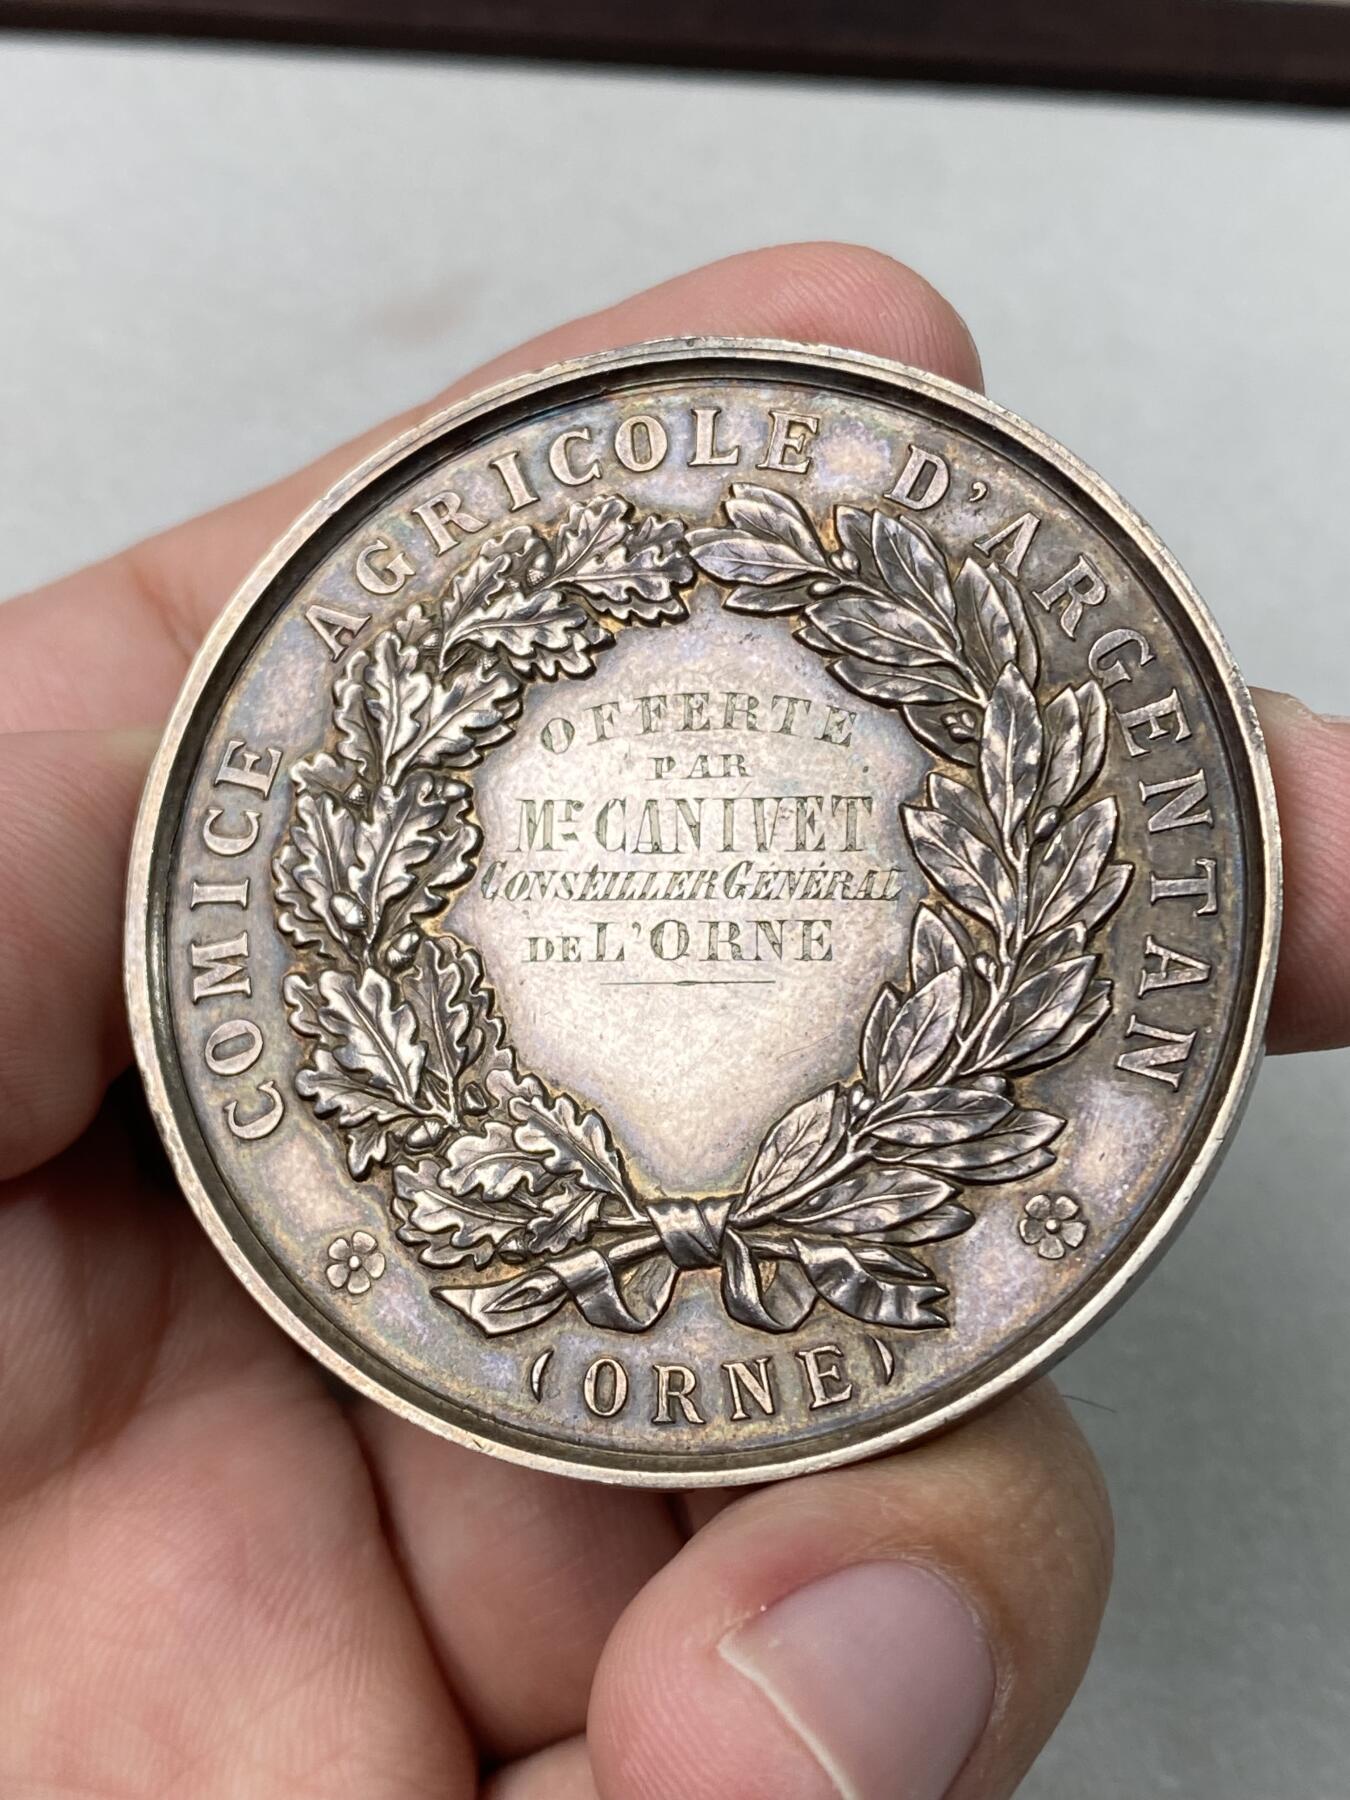 COMICE AGRICOLE D'ARGENTAN
OFFERTE
PAR
Mr CANIVET
CONSEILLER GÉNÉRAL
DE L'ORNE
(ORNE)